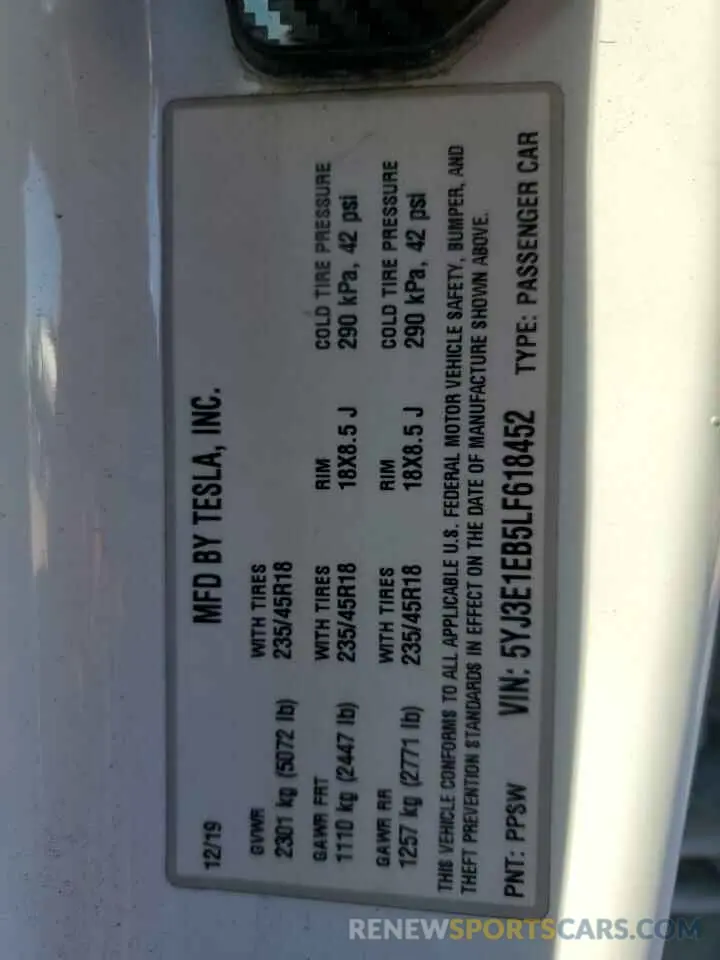 MFD BY TESLA, INC.
12/19
GVWR WITH TIRES
2301 kg (5072 lb) 235/45R18
GAWR FRT WITH TIRES RIM COLD TIRE PRESSURE
1110 kg (2447 lb) 235/45R18 18X8.5 J 290 kPa, 42 psi
GAWR RR WITH TIRES RIM COLD TIRE PRESSURE
1257 kg (2771 lb) 235/45R18 18X8.5 J 290 kPa, 42 psi
THIS VEHICLE CONFORMS TO ALL APPLICABLE U.S. FEDERAL MOTOR VEHICLE SAFETY, BUMPER, AND
THEFT PREVENTION STANDARDS IN EFFECT ON THE DATE OF MANUFACTURE SHOWN ABOVE.
PNT: PPSW VIN: 5YJ3E1EB5LF618452 TYPE: PASSENGER CAR
RENEWSPORTSCARS.COM